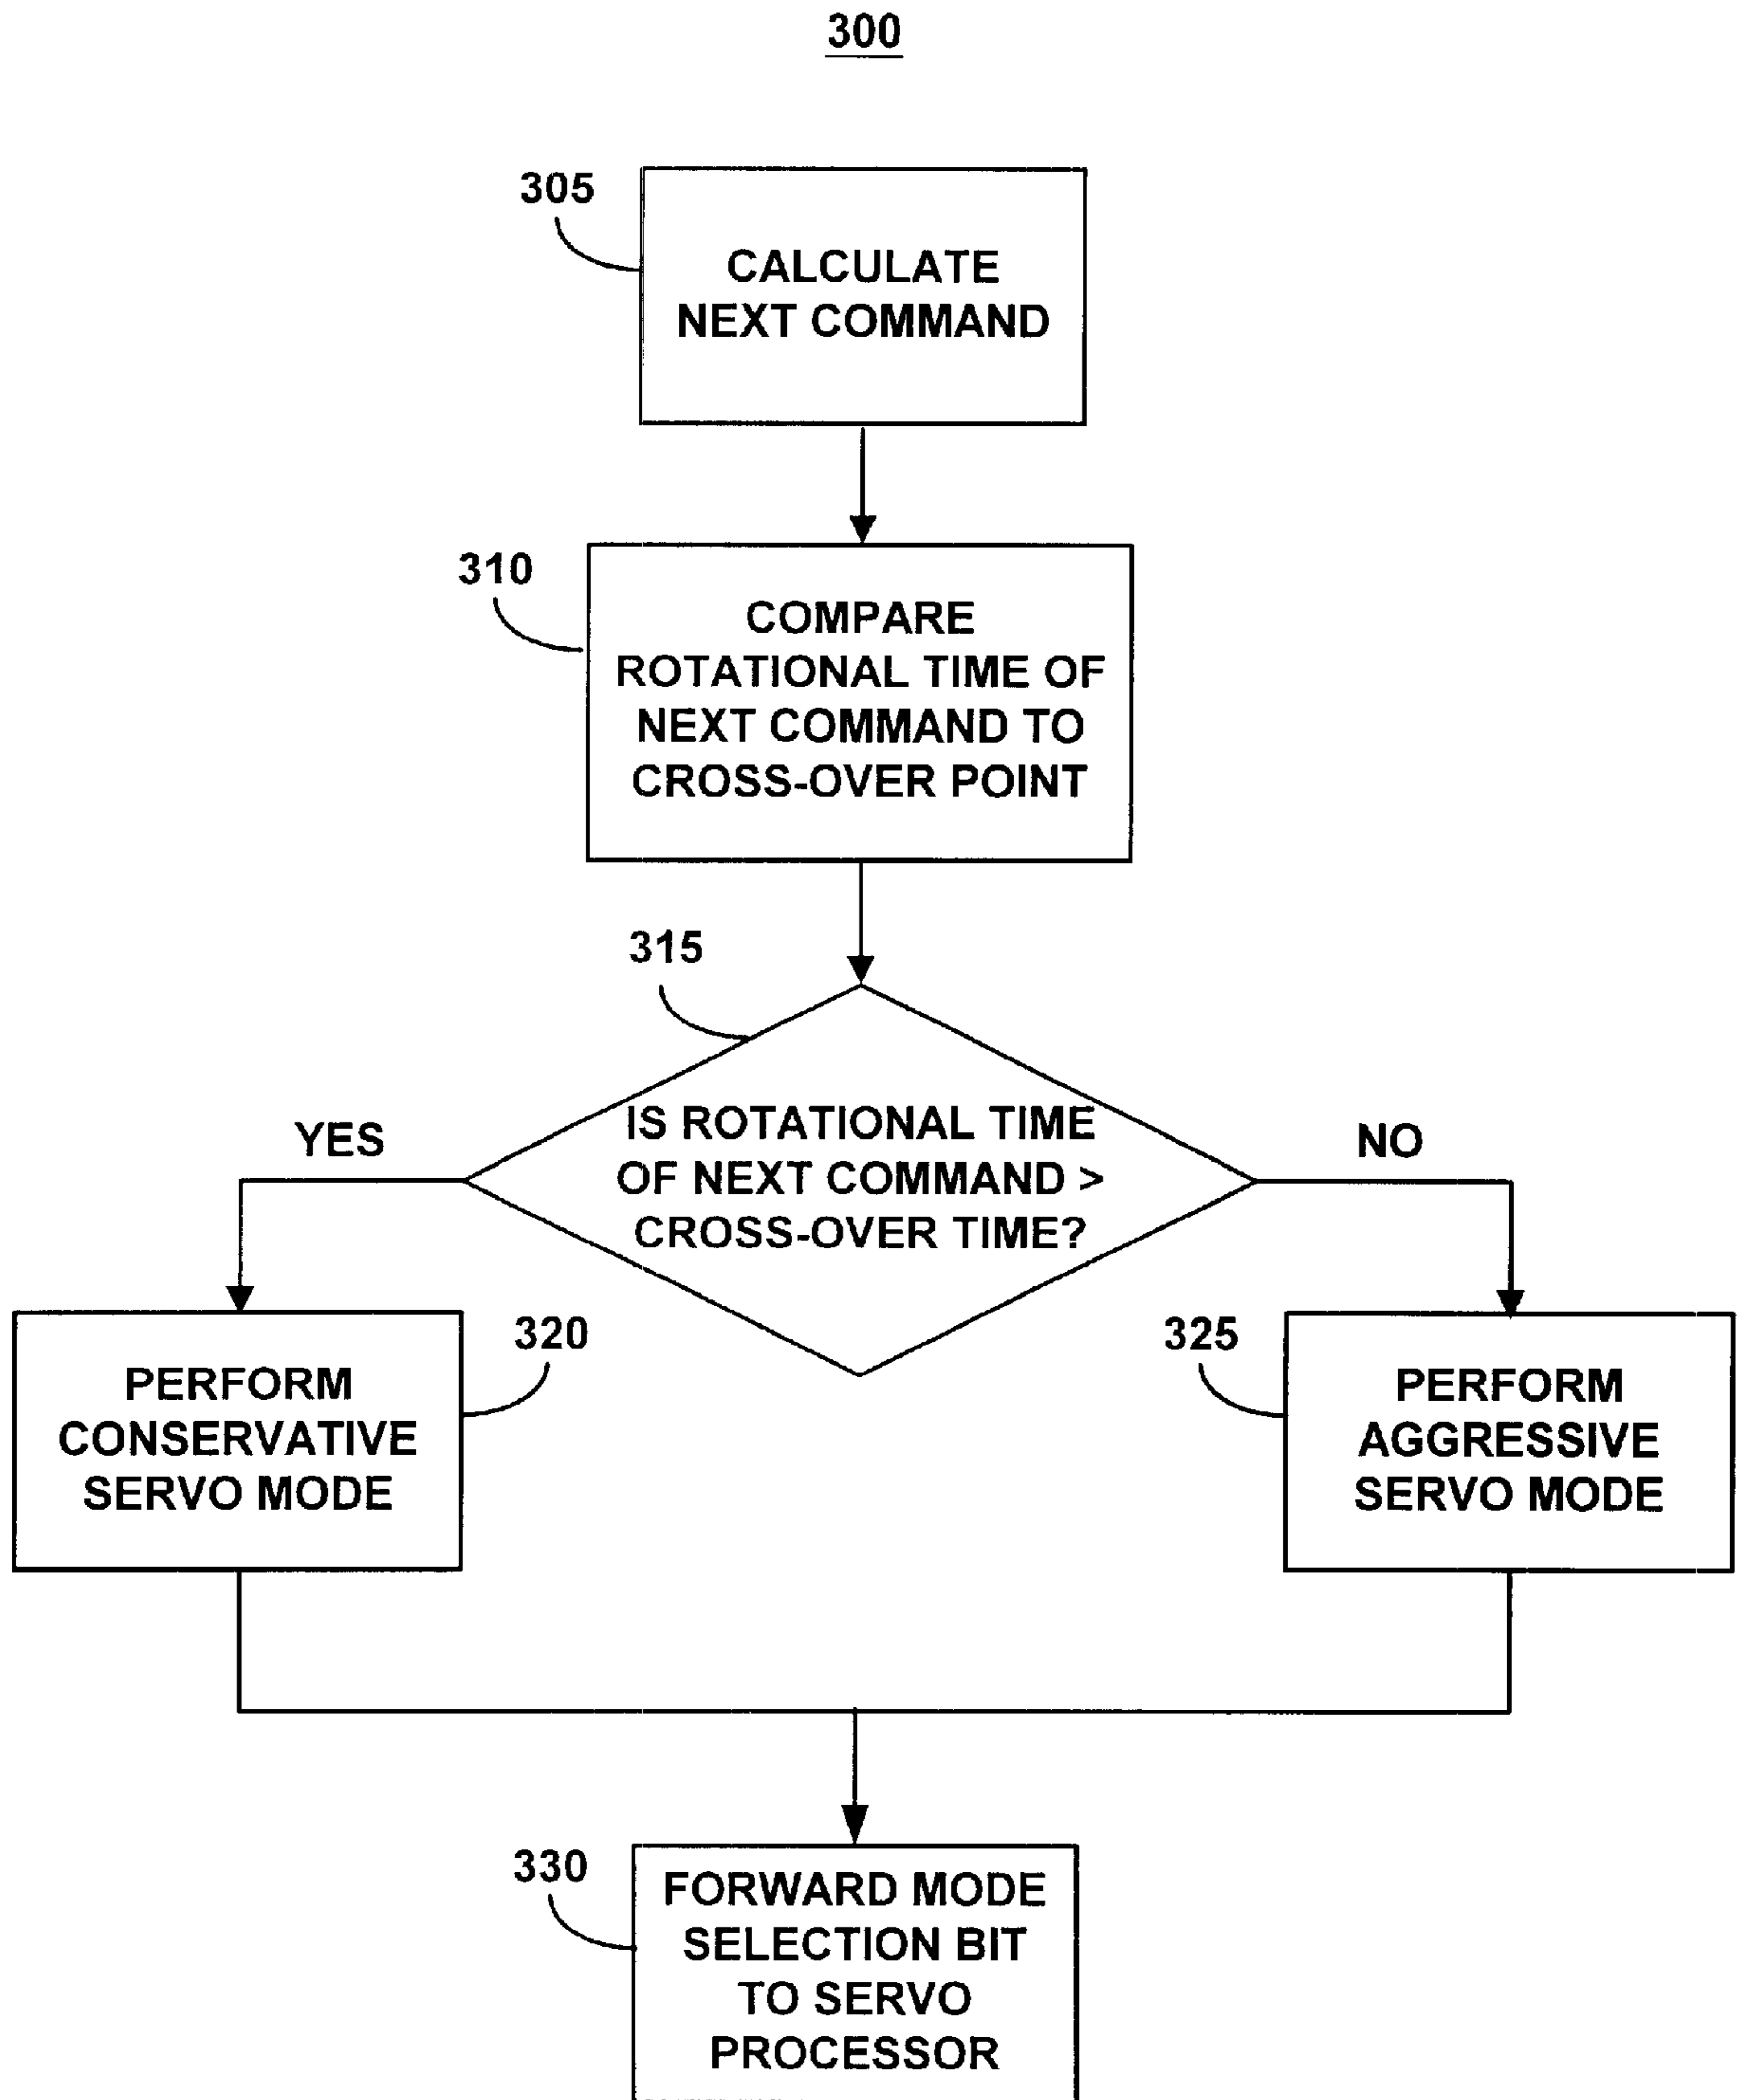 300
305
CALCULATE
NEXT COMMAND
310
COMPARE
ROTATIONAL TIME OF
NEXT COMMAND TO
CROSS-OVER POINT
315
IS ROTATIONAL TIME
OF NEXT COMMAND >
CROSS-OVER TIME?
YES
NO
320
PERFORM
CONSERVATIVE
SERVO MODE
325
PERFORM
AGGRESSIVE
SERVO MODE
330
FORWARD MODE
SELECTION BIT
TO SERVO
PROCESSOR